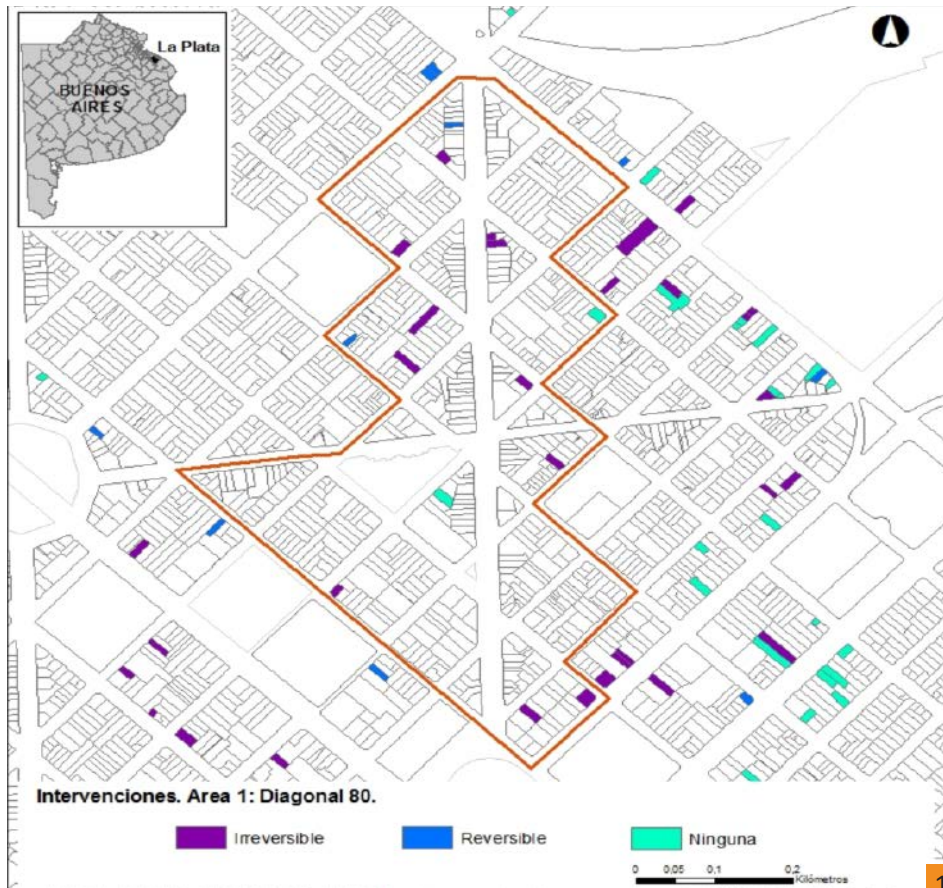 La Plata
BUENOS
AIRES
Intervenciones. Area 1: Diagonal 80.
Irreversible
Reversible
Ninguna
0 0,05 0,1 0,2
Kilómetros
1